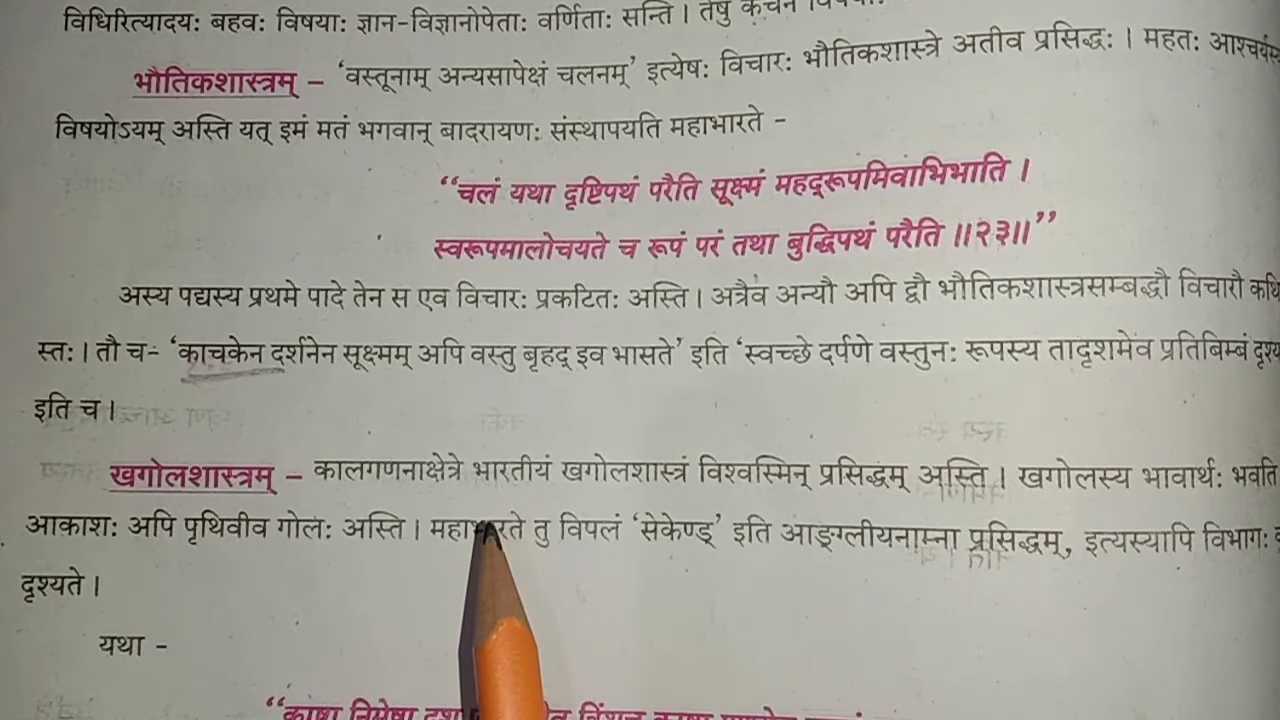 विधिरित्यादयः बहवः विषयाः ज्ञान-विज्ञानोपेताः वर्णिताः सन्ति । तेषु कचन
भौतिकशास्त्रम् – ‘वस्तूनाम् अन्यसापेक्षं चलनम्’ इत्येषः विचारः भौतिकशास्त्रे अतीव प्रसिद्धः । महतः
विषयोऽयम् अस्ति यत् इमं मतं भगवान् बादरायणः संस्थापयति महाभारते -
“चलं यथा दृष्टिपथं परैति सूक्ष्मं महद्रूपमिवाभिभाति ।
स्वरूपमालोचयते च रूपं परं तथा बुद्धिपथं परैति ॥२३॥”
अस्य पद्यस्य प्रथमे पादे तेन स एव विचारः प्रकटितः अस्ति । अत्रैव अन्यौ अपि द्वौ भौतिकशास्त्रसम्बद्धौ विचारौ
स्तः । तौ च- ‘काचकेन दर्शनेन सूक्ष्मम् अपि वस्तु बृहद् इव भासते’ इति ‘स्वच्छे दर्पणे वस्तुनः रूपस्य तादृशमेव प्रतिबिम्बं
इति च ।
खगोलशास्त्रम् – कालगणनाक्षेत्रे भारतीयं खगोलशास्त्रं विश्वस्मिन् प्रसिद्धम् अस्ति । खगोलस्य भावार्थः भवति
आकाशः अपि पृथिवीव गोलः अस्ति । महाभारते तु विपलं ‘सेकेण्ड्’ इति आङ्ग्लीयनाम्ना प्रसिद्धम्, इत्यस्यापि विभागः
दृश्यते ।
यथा -
“काष्ठा निमेषा